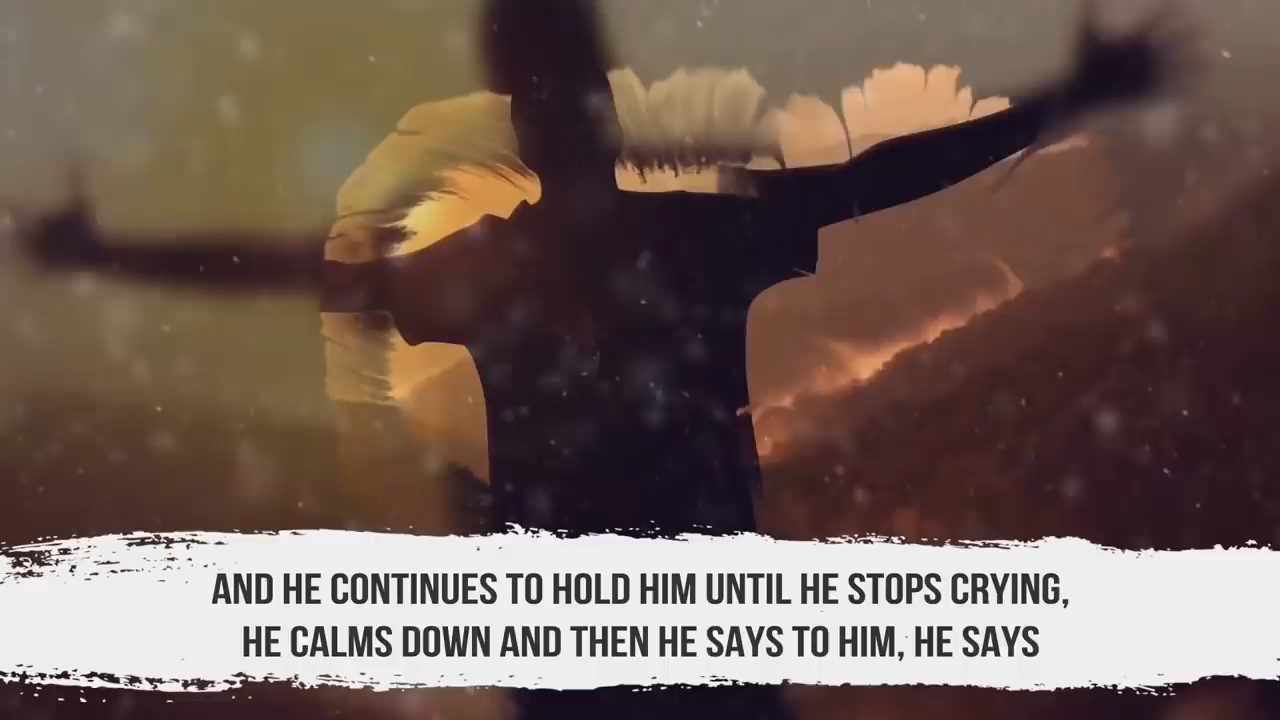 AND HE CONTINUES TO HOLD HIM UNTIL HE STOPS CRYING,
HE CALMS DOWN AND THEN HE SAYS TO HIM, HE SAYS